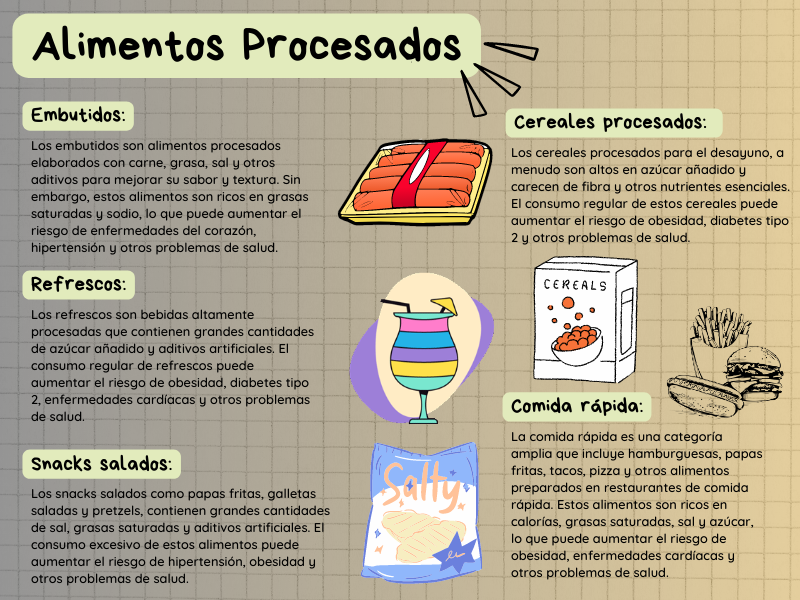 Alimentos Procesados
Embutidos:
Los embutidos son alimentos procesados
elaborados con carne, grasa, sal y otros
aditivos para mejorar su sabor y textura. Sin
embargo, estos alimentos son ricos en grasas
saturadas y sodio, lo que puede aumentar el
riesgo de enfermedades del corazón,
hipertensión y otros problemas de salud.
Refrescos:
Los refrescos son bebidas altamente
procesadas que contienen grandes cantidades
de azúcar añadido y aditivos artificiales. El
consumo regular de refrescos puede
aumentar el riesgo de obesidad, diabetes tipo
2, enfermedades cardíacas y otros problemas
de salud.
Snacks salados:
Los snacks salados como papas fritas, galletas
saladas y pretzels, contienen grandes cantidades
de sal, grasas saturadas y aditivos artificiales. El
consumo excesivo de estos alimentos puede
aumentar el riesgo de hipertensión, obesidad y
otros problemas de salud.
Salty
Cereales procesados:
Los cereales procesados para el desayuno, a
menudo son altos en azúcar añadido y
carecen de fibra y otros nutrientes esenciales.
El consumo regular de estos cereales puede
aumentar el riesgo de obesidad, diabetes tipo
2 y otros problemas de salud.
CEREALS
Comida rápida:
La comida rápida es una categoría
amplia que incluye hamburguesas, papas
fritas, tacos, pizza y otros alimentos
preparados en restaurantes de comida
rápida. Estos alimentos son ricos en
calorías, grasas saturadas, sal y azúcar,
lo que puede aumentar el riesgo de
obesidad, enfermedades cardíacas y
otros problemas de salud.